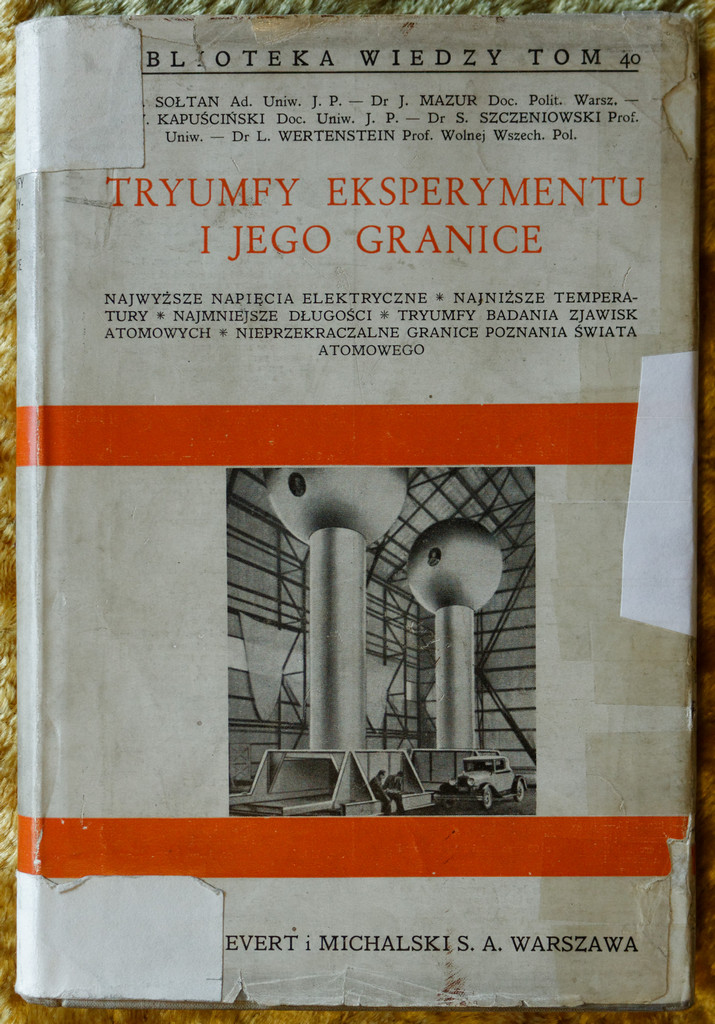 BLIOTEKA WIEDZY TOM 40
SOŁTAN Ad. Uniw. J. P. — Dr J. MAZUR Doc. Polit. Warsz. —
KAPUŚCIŃSKI Doc. Uniw. J. P. — Dr S. SZCZENIOWSKI Prof.
Uniw. — Dr L. WERTENSTEIN Prof. Wolnej Wszech. Pol.
TRYUMFY EKSPERYMENTU
I JEGO GRANICE
NAJWYŻSZE NAPIĘCIA ELEKTRYCZNE * NAJNIŻSZE TEMPERA-
TURY * NAJMNIEJSZE DŁUGOŚCI * TRYUMFY BADANIA ZJAWISK
ATOMOWYCH * NIEPRZEKRACZALNE GRANICE POZNANIA ŚWIATA
ATOMOWEGO
EVERT i MICHALSKI S. A. WARSZAWA